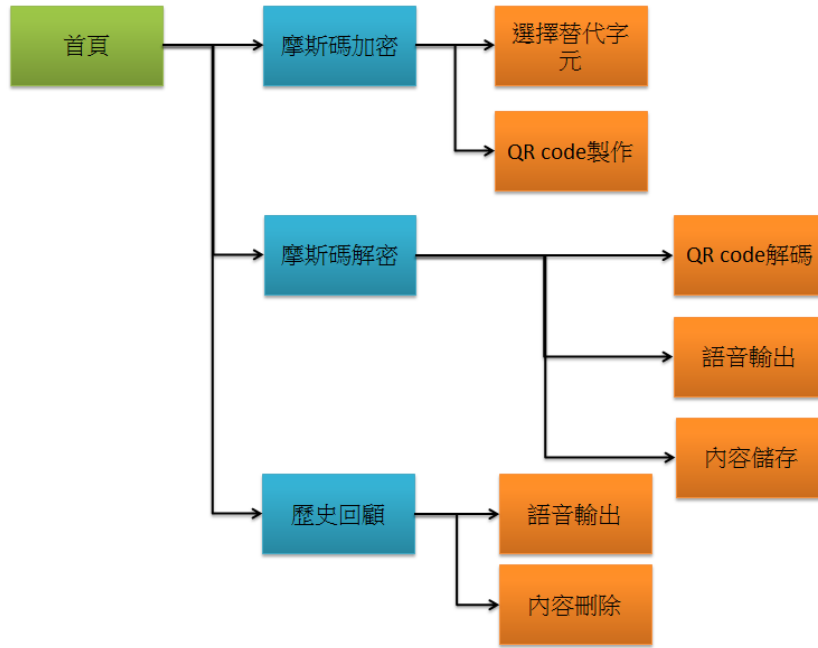 首頁
摩斯碼加密
選擇替代字
元
QR code製作
摩斯碼解密
QR code解碼
語音輸出
內容儲存
歷史回顧
語音輸出
內容刪除